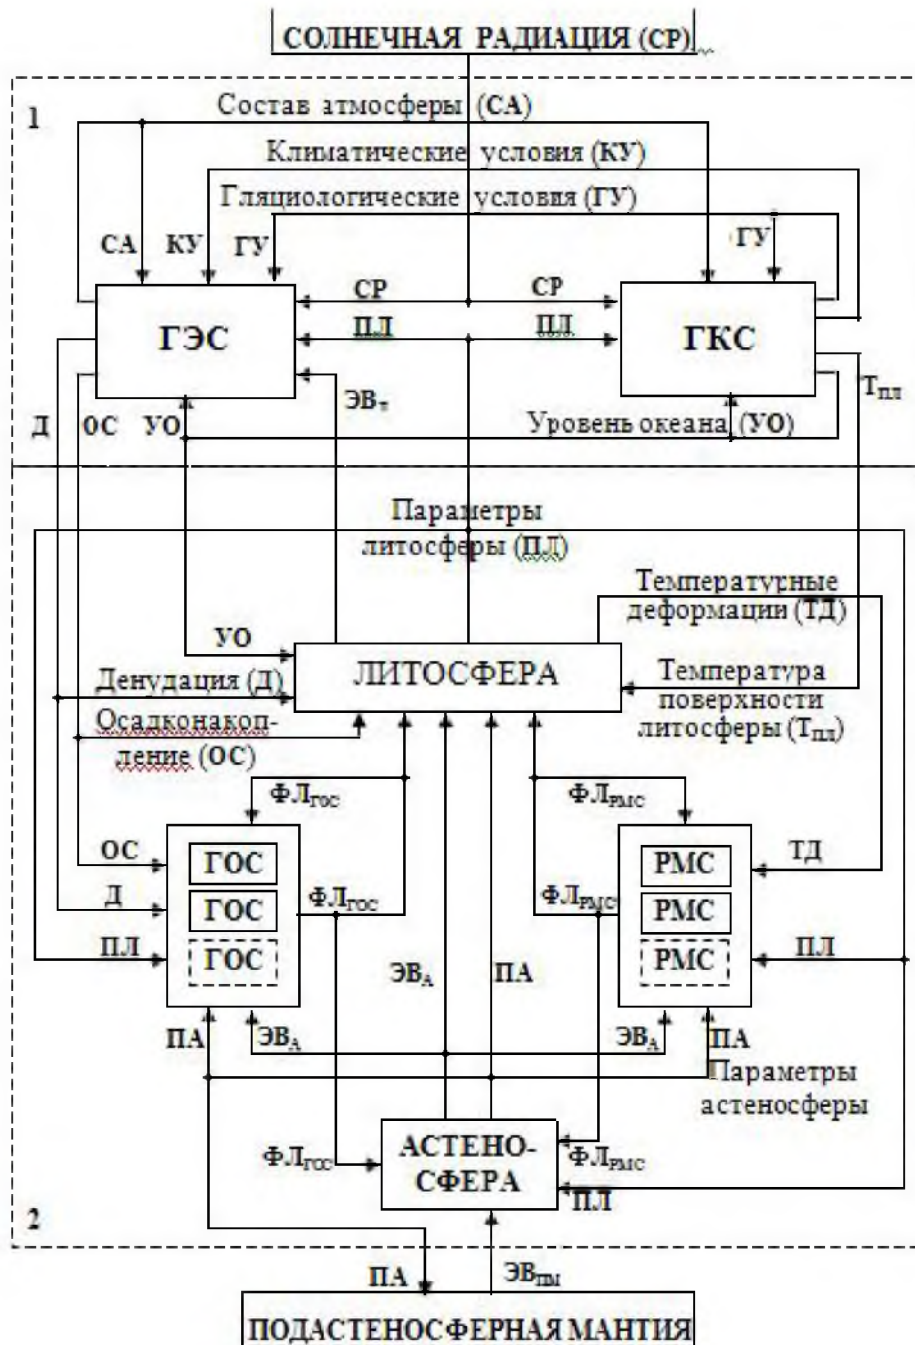 СОЛНЕЧНАЯ РАДИАЦИЯ (СР)
1
Состав атмосферы (СА)
Климатические условия (КУ)
Гляциологические условия (ГУ)
СА
КУ
ГУ
ГУ
СР
СР
ГЭС
ПЛ
ПЛ
ГКС
ЭВ
Т пл
Д
ОС
УО
Уровень океана (УО)
Параметры
литосферы (ПЛ)
Температурные
деформации (ТД)
УО
ЛИТОСФЕРА
Денудация (Д)
Температура
поверхности
литосферы (Тпл)
Осадконакоп-
ление (ОС)
ФЛГОС
ФЛРМС
ОС
ГОС
РМС
ТД
Д
ГОС
ФЛГОС
ФЛРМС
РМС
ПЛ
ГОС
ЭВА
ПА
РМС
ПЛ
ПА
ЭВА
ЭВА
ПА
Параметры
астеносферы
ФЛГОС
АСТЕНО-
СФЕРА
ФЛРМС
ПЛ
2
ПА
ЭВПМ
ПОДАСТЕНОСФЕРНАЯ МАНТИЯ